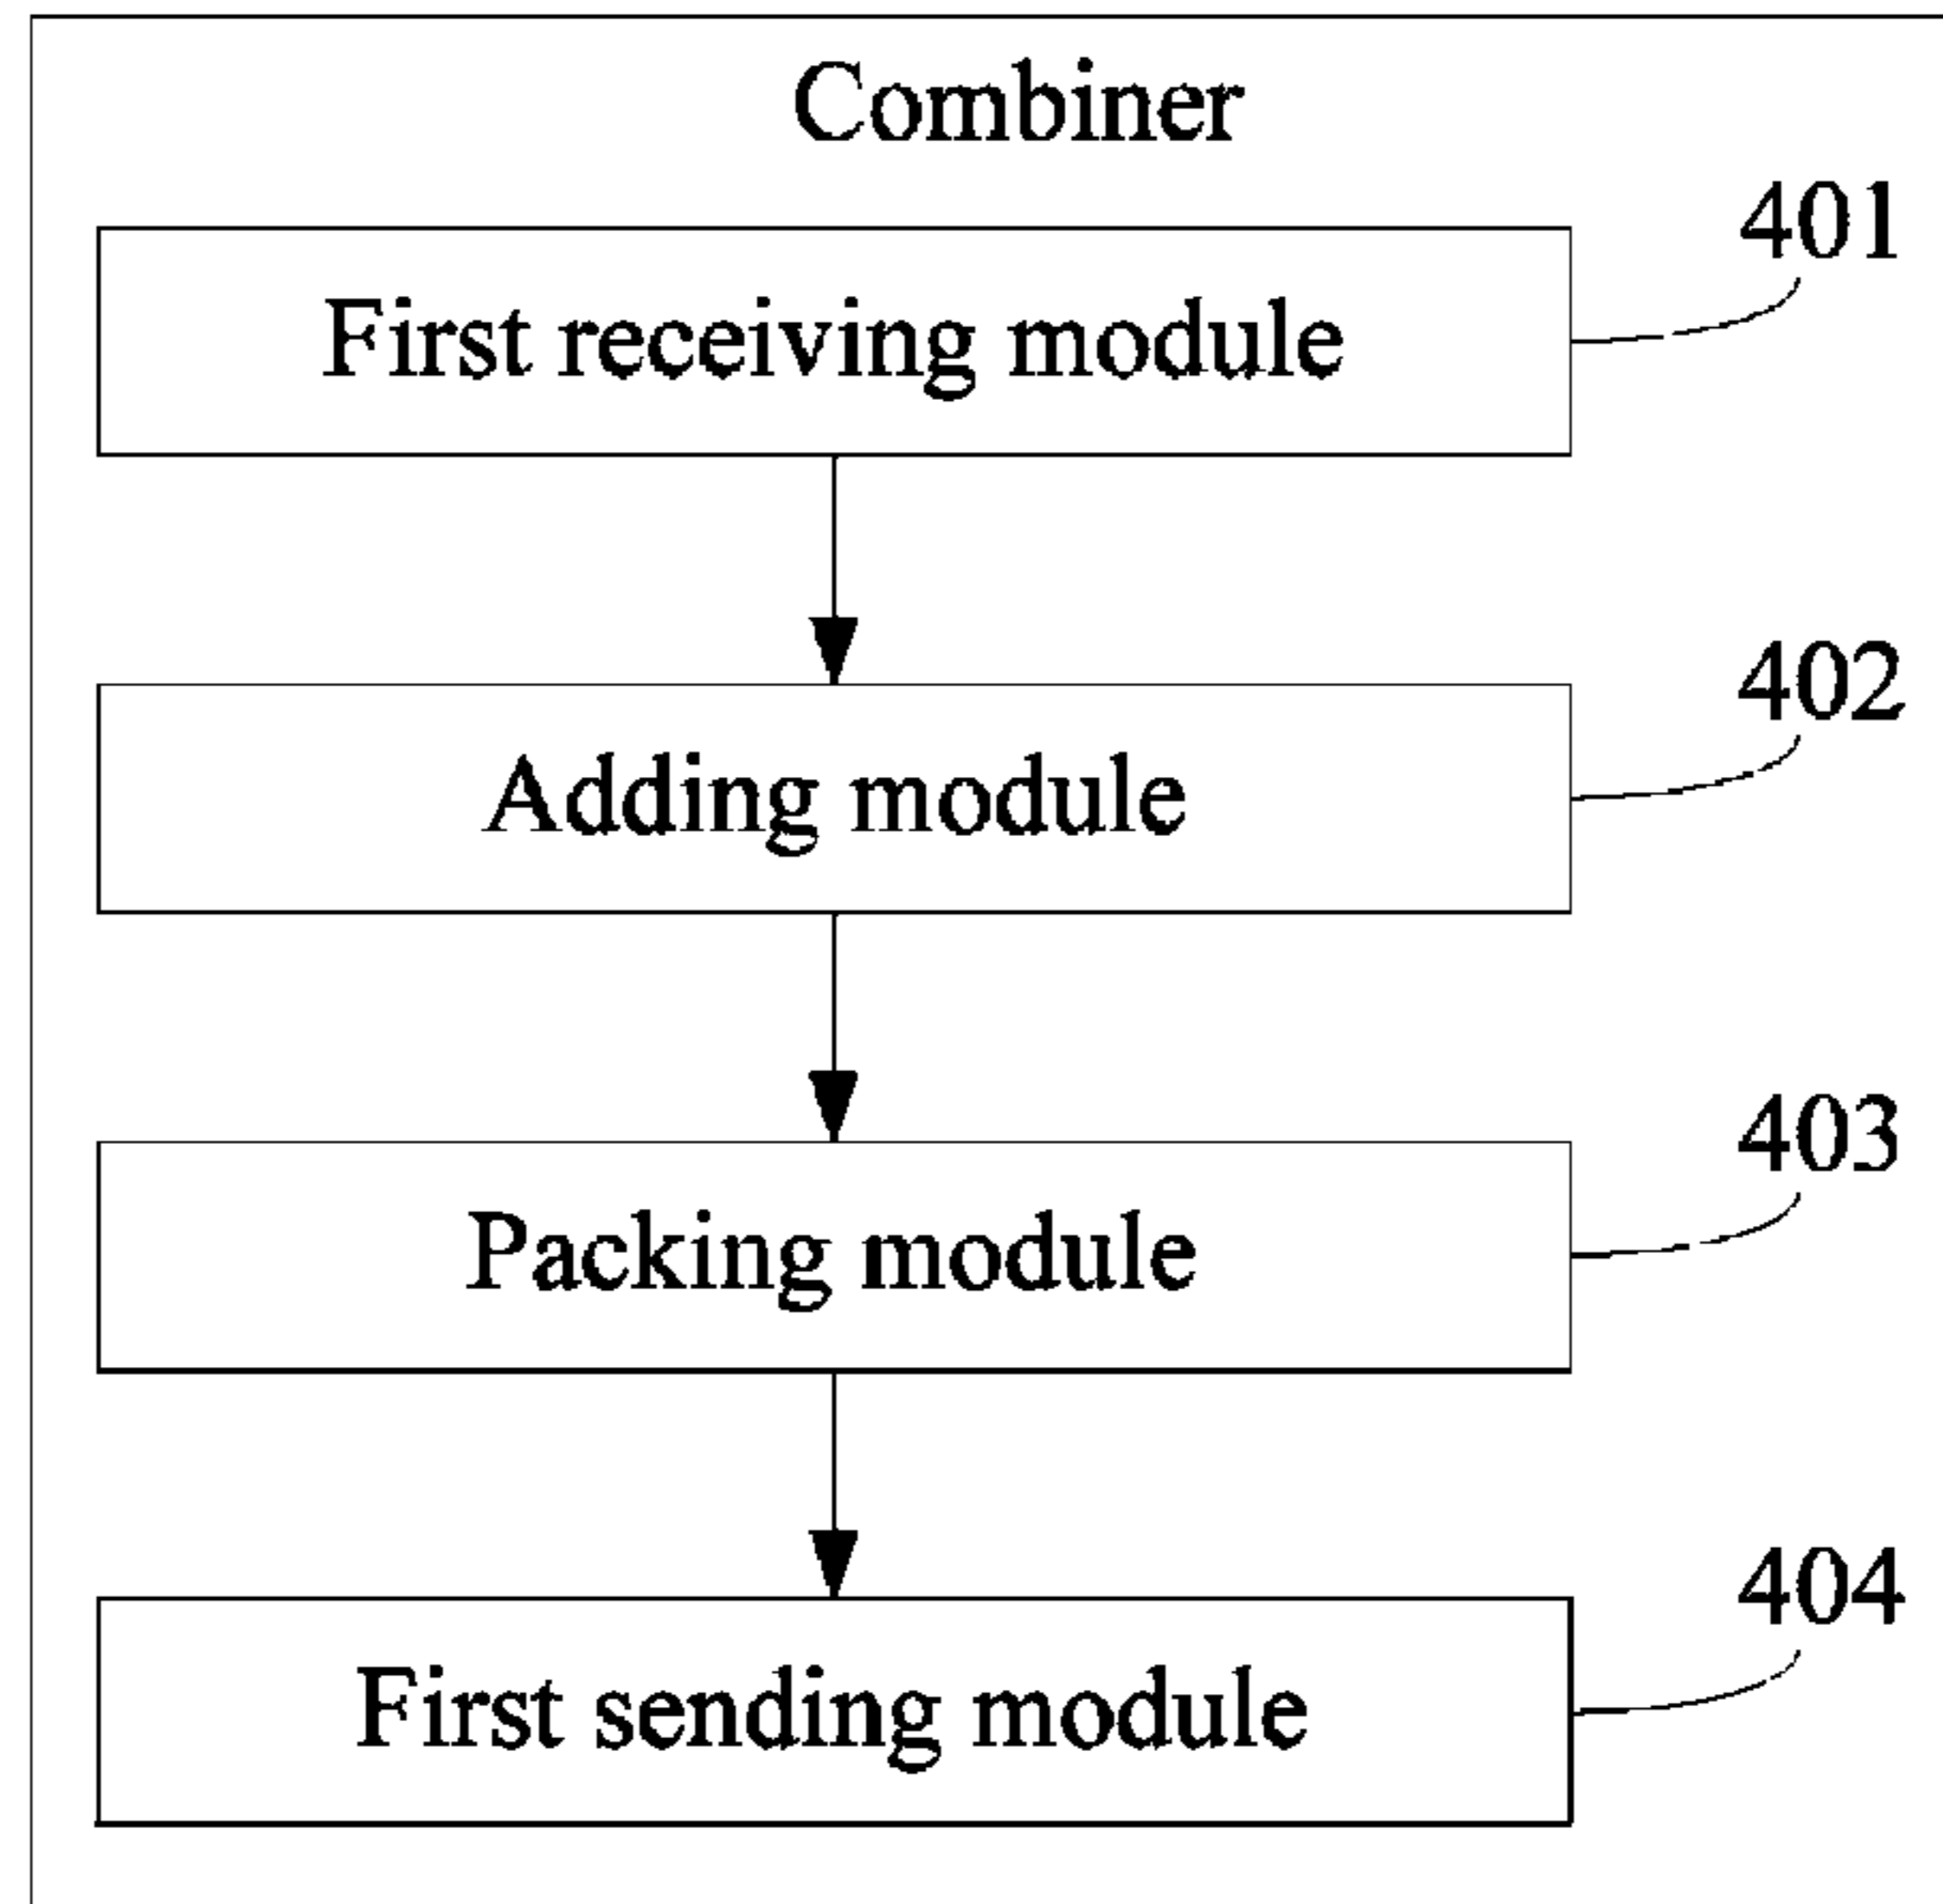 Combiner
401
First receiving module
402
Adding module
403
Packing module
404
First sending module